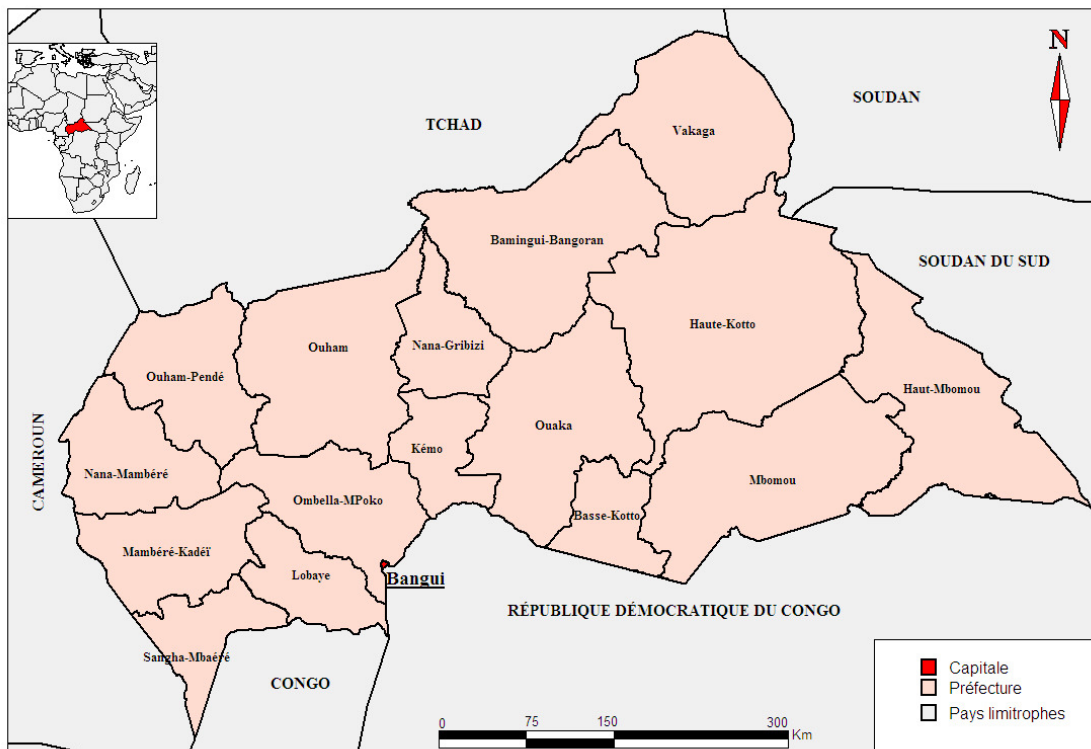 N
SOUDAN
TCHAD
Vakaga
Bamingui-Bangoran
SOUDAN DU SUD
Haute-Kotto
Ouham
Nana-Gribizi
Ouham-Pendé
Haut-Mbomou
Ouaka
Kémo
CAMEROUN
Nana-Mambéré
Mbomou
Ombella-MPoko
Basse-Kotto
Mambéré-Kadéï
Lobaye
Bangui
RÉPUBLIQUE DÉMOCRATIQUE DU CONGO
Sangha-Mbaéré
CONGO
Capitale
Préfecture
Pays limitrophes
0 75 150 300
Km